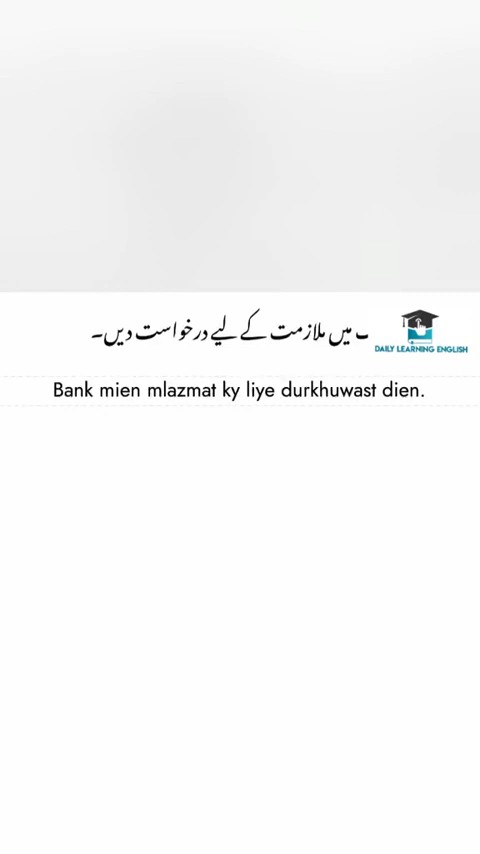 میں ملازمت کے لیے درخواست دیں۔
DAILY LEARNING ENGLISH
Bank mien mlazmat ky liye durkhuwast dien.